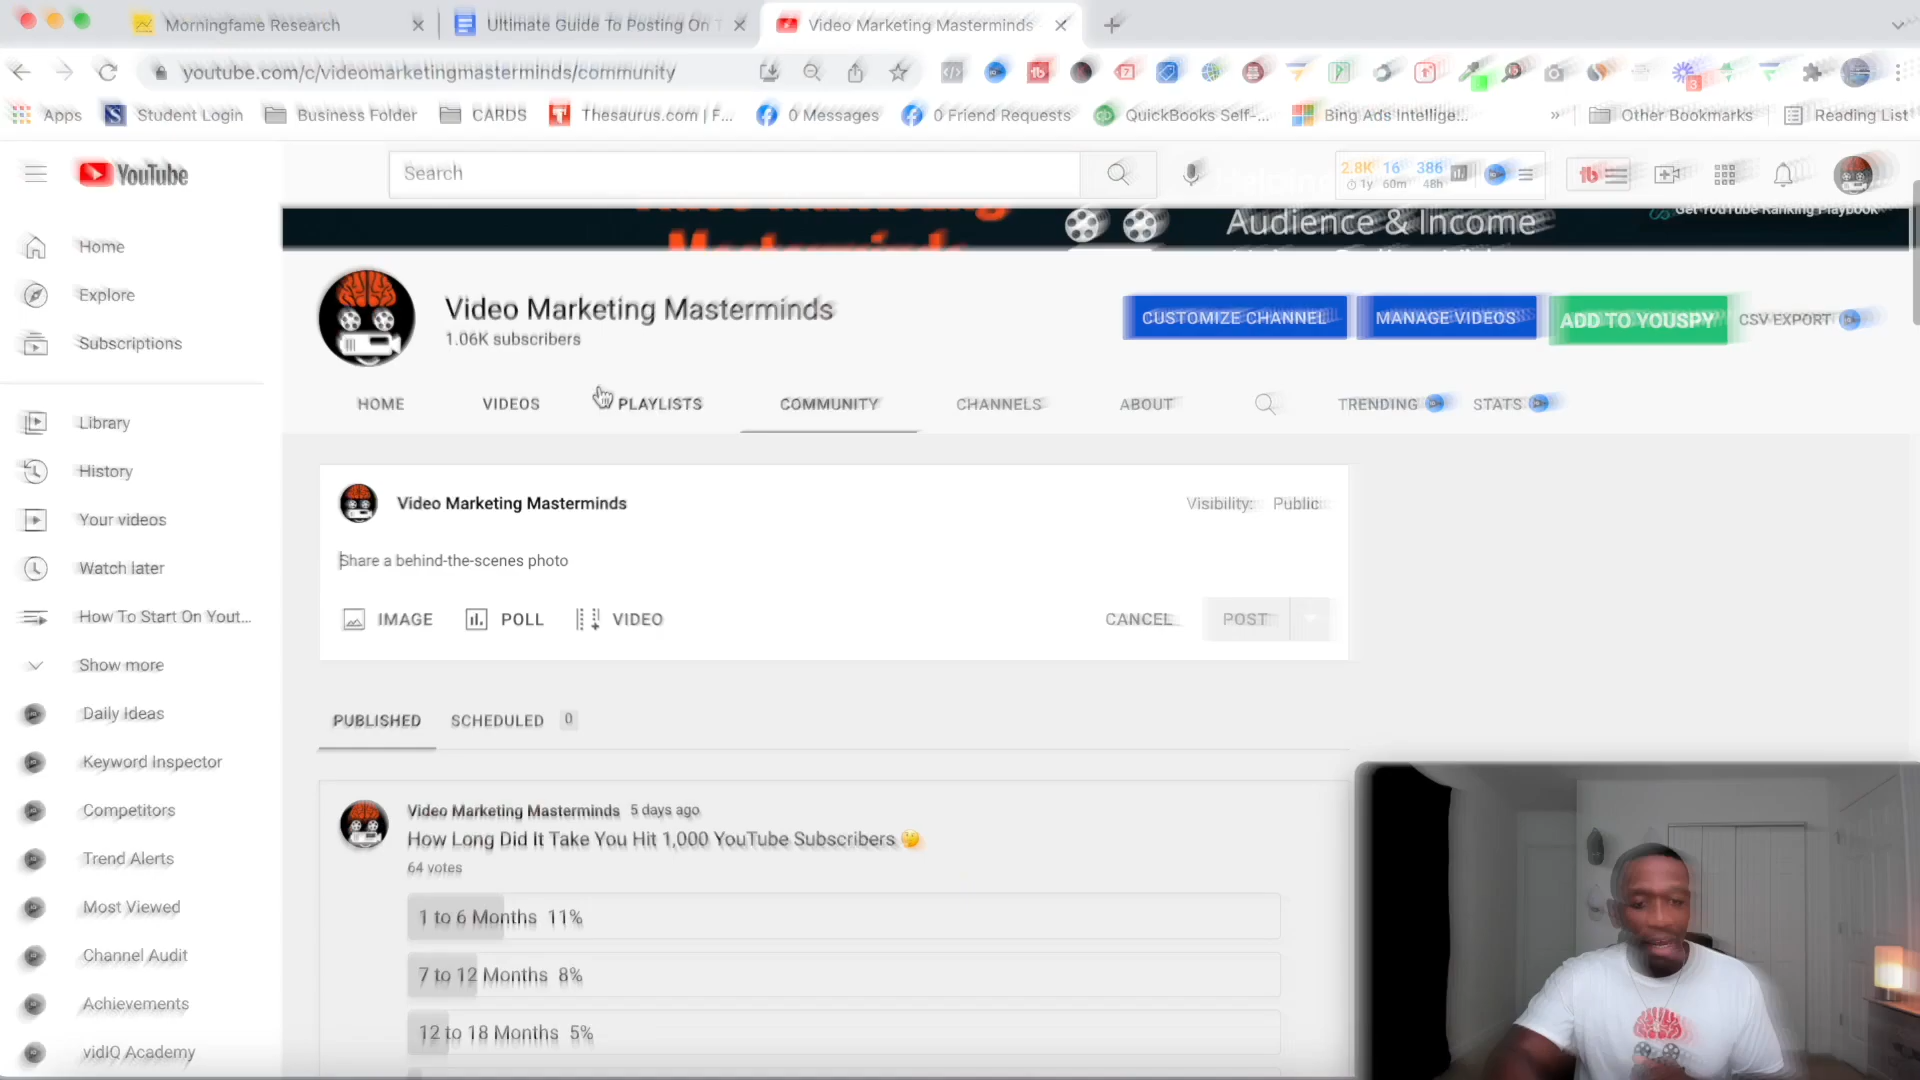 Morningfame Research
Ultimate Guide To Posting On T
Video Marketing Masterminds
youtube.com/c/videomarketingmasterminds/community
Apps
Student Login
Business Folder
CARDS
Thesaurus.com | F...
0 Messages
0 Friend Requests
QuickBooks Self-...
Bing Ads Intellige...
»
Other Bookmarks
Reading List
YouTube
Search
2.8K 16 386
1y 60m 48h
Audience & Income
Get YouTube Ranking Playbook
Home
Explore
Subscriptions
Library
History
Your videos
Watch later
How To Start On Yout...
Show more
Daily Ideas
Keyword Inspector
Competitors
Trend Alerts
Most Viewed
Channel Audit
Achievements
vidIQ Academy
Video Marketing Masterminds
1.06K subscribers
CUSTOMIZE CHANNEL
MANAGE VIDEOS
ADD TO YOUSPY
CSV EXPORT
HOME
VIDEOS
PLAYLISTS
COMMUNITY
CHANNELS
ABOUT
TRENDING
STATS
Video Marketing Masterminds
Visibility: Public
Share a behind-the-scenes photo
IMAGE
POLL
VIDEO
CANCEL
POST
PUBLISHED
SCHEDULED 0
Video Marketing Masterminds 5 days ago
How Long Did It Take You Hit 1,000 YouTube Subscribers 🤔
64 votes
1 to 6 Months 11%
7 to 12 Months 8%
12 to 18 Months 5%